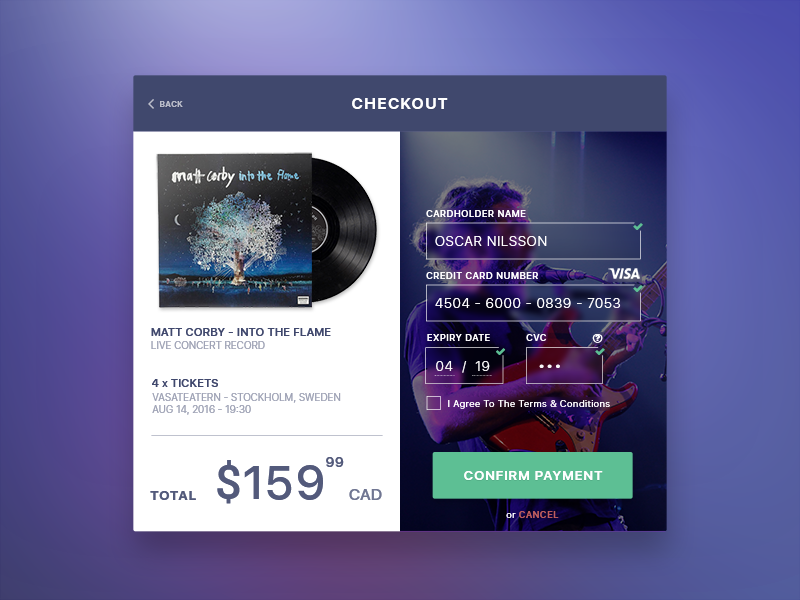 BACK
CHECKOUT
matt corby into the flame
MATT CORBY - INTO THE FLAME
LIVE CONCERT RECORD
4 x TICKETS
VASATEATERN - STOCKHOLM, SWEDEN
AUG 14, 2016 - 19:30
TOTAL $159 99 CAD
CARDHOLDER NAME
OSCAR NILSSON
CREDIT CARD NUMBER VISA
4504 - 6000 - 0839 - 7053
EXPIRY DATE CVC ?
04 / 19 •••
I Agree To The Terms & Conditions
CONFIRM PAYMENT
or CANCEL